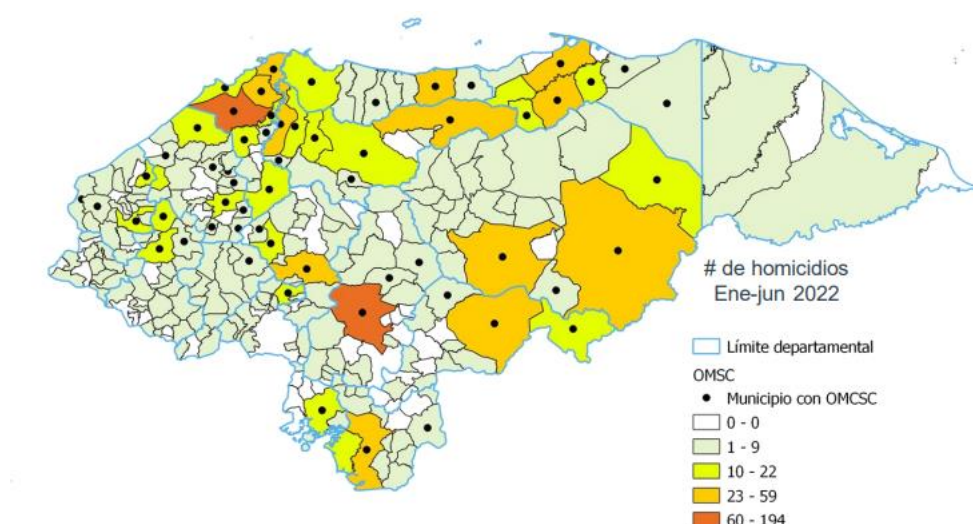 # de homicidios
Ene-jun 2022
Límite departamental
OMSC
Municipio con OMCSC
0 - 0
1 - 9
10 - 22
23 - 59
60 - 194